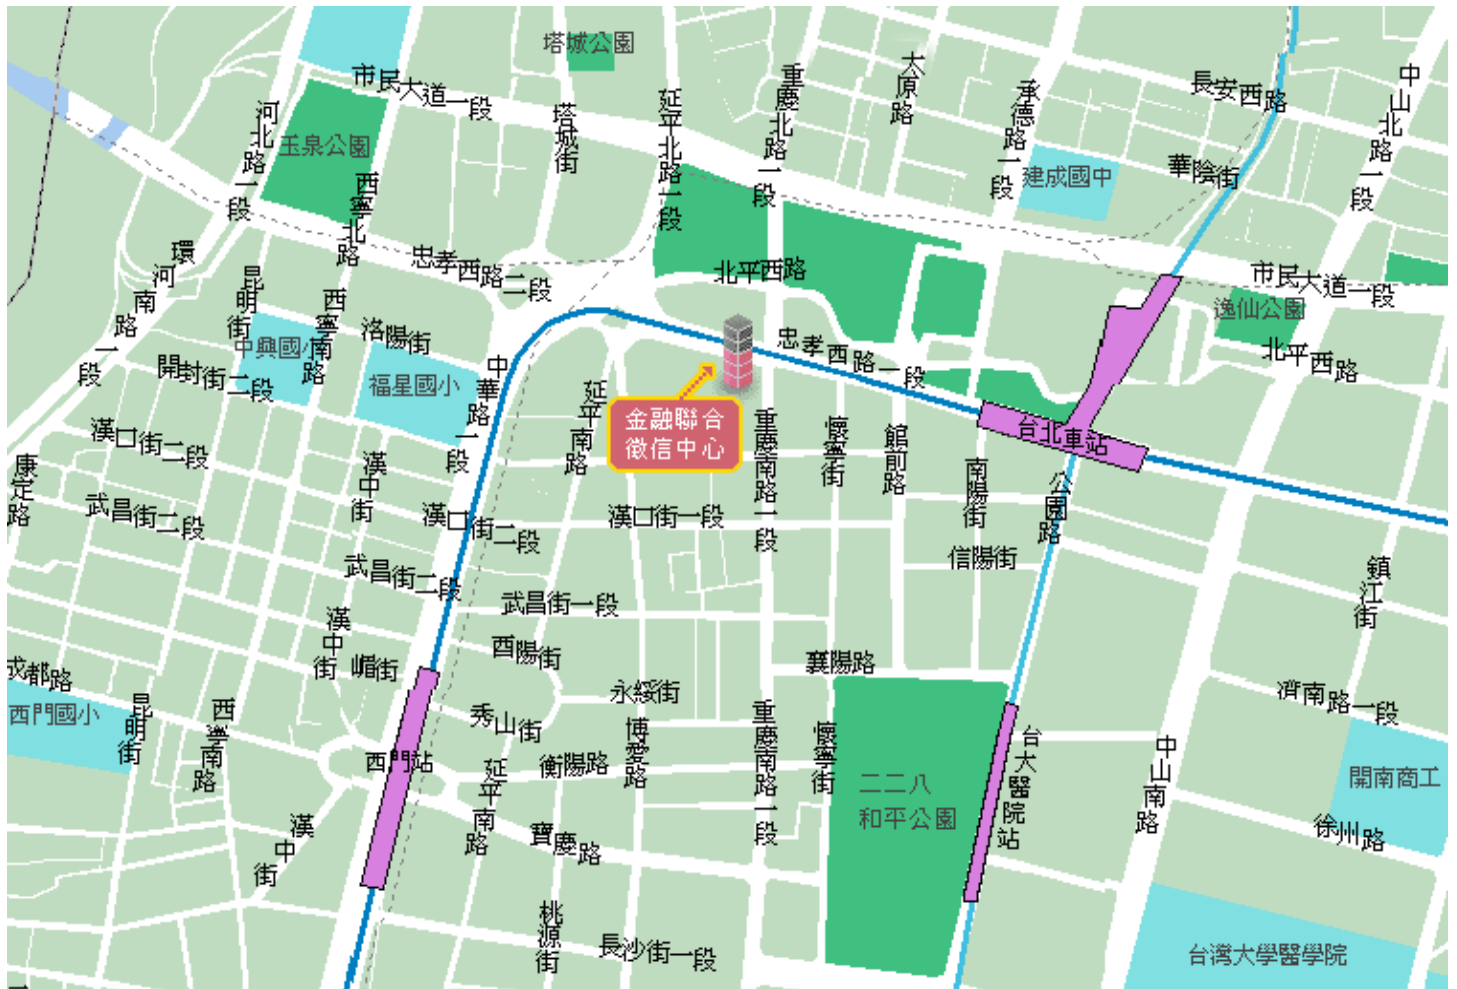 塔城公園
市民大道一段
河北路一段
玉泉公園
塔城街
延平北路一段
重慶北路一段
太原路
承德路一段
長安西路
中山北路一段
華陰街
建成國中
西寧北路
環河南路一段
忠孝西路二段
北平西路
市民大道一段
逸仙公園
北平西路
昆明街
西寧南路
中興國小
洛陽街
福星國小
開封街二段
中華路一段
忠孝西路一段
延平南路
金融聯合
徵信中心
重慶南路一段
懷寧街
館前路
台北車站
南陽街
公園路
漢口街二段
康定路
武昌街二段
漢中街
漢口街二段
漢口街一段
信陽街
武昌街二段
武昌街一段
鎮江街
漢中街
峨街
酉陽街
襄陽路
成都路
西門國小
昆明街
西寧南路
永綏街
秀山街
博愛路
重慶南路一段
懷寧街
濟南路一段
西門站
延平南路
衡陽路
二二八
和平公園
台大醫院站
中山南路
開南商工
徐州路
漢中街
寶慶路
桃源街
長沙街一段
台灣大學醫學院